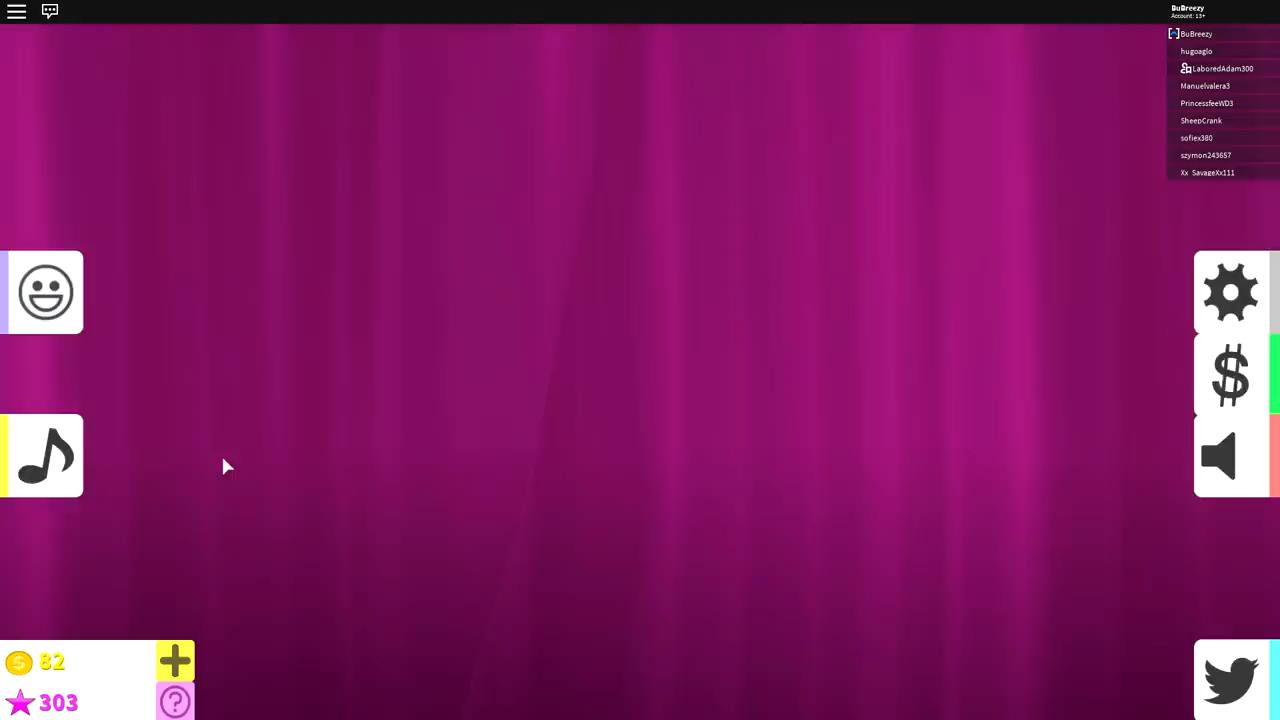 BuBreezy
Account: 13+
BuBreezy
hugoaglo
LaboredAdam300
Manuelvalera3
PrincessfeeWD3
SheepCrank
sofiex380
szymon243657
Xx_SavageXx111
$
82
303
?